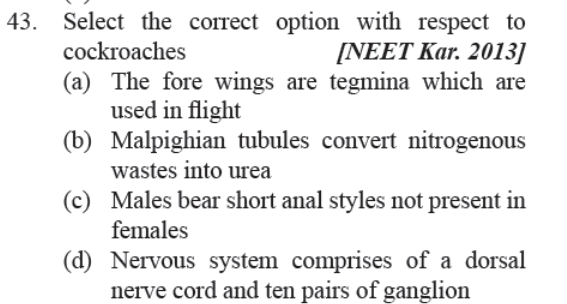 43. Select the correct option with respect to
cockroaches [NEET Kar. 2013]
(a) The fore wings are tegmina which are
used in flight
(b) Malpighian tubules convert nitrogenous
wastes into urea
(c) Males bear short anal styles not present in
females
(d) Nervous system comprises of a dorsal
nerve cord and ten pairs of ganglion